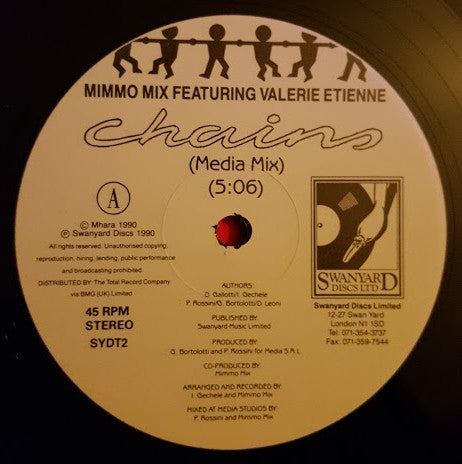 MIMMO MIX FEATURING VALERIE ETIENNE
chains
(Media Mix)
(5:06)
A
© Mhara 1990
℗ Swanyard Discs 1990
All rights reserved. Unauthorised copying,
reproduction, hiring, lending, public performance
and broadcasting prohibited
DISTRIBUTED BY: The Total Record Company
via BMG (UK) Limited
45 RPM
STEREO
SYDT2
AUTHORS:
D. Galiotti/I. Gechele
P. Rossini/G. Bortolotti/D. Leoni
PUBLISHED BY:
Swanyard Music Limited
PRODUCED BY:
G. Bortolotti and P. Rossini for Media S.R.L.
CO-PRODUCED BY:
Mimmo Mix
ARRANGED AND RECORDED BY:
I. Gechele and Mimmo Mix
MIXED AT MEDIA STUDIOS BY:
P. Rossini and Mimmo Mix
SWANYARD
DISCS LTD
Swanyard Discs Limited
12-27 Swan Yard
London N1 1SD
Tel: 071-354-3737
Fax: 071-359-7544